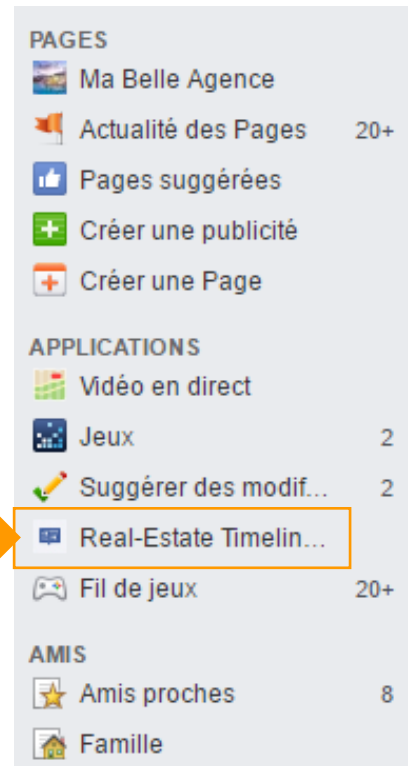 PAGES
Ma Belle Agence
Actualité des Pages 20+
Pages suggérées
Créer une publicité
Créer une Page
APPLICATIONS
Vidéo en direct
Jeux 2
Suggérer des modif... 2
Real-Estate Timelin...
Fil de jeux 20+
AMIS
Amis proches 8
Famille